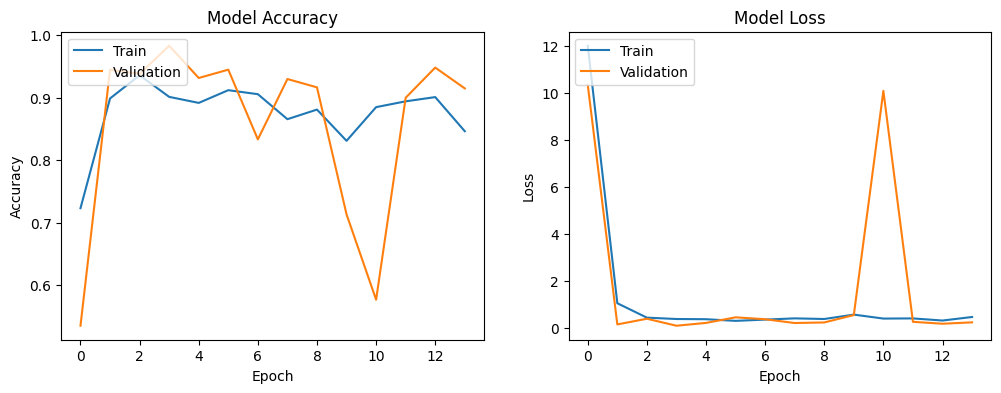 Model Accuracy
1.0
0.9
0.8
0.7
0.6
Accuracy
Train
Validation
0 2 4 6 8 10 12
Epoch
Model Loss
12
10
8
6
4
2
0
Loss
Train
Validation
0 2 4 6 8 10 12
Epoch